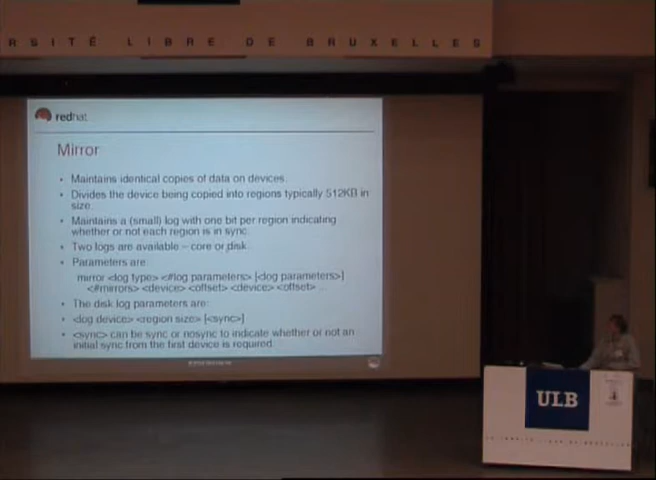 RSITÉ LIBRE DE BRUXELLES
redhat
Mirror
• Maintains identical copies of data on devices.
• Divides the device being copied into regions typically 512KB in
size.
• Maintains a (small) log with one bit per region indicating
whether or not each region is in sync.
• Two logs are available – core or disk.
• Parameters are:
mirror <log type> <#log parameters> [<log parameters>]
<#mirrors> <device> <offset> <device> <offset> ...
• The disk log parameters are:
• <log device> <region size> [<sync>]
• <sync> can be sync or nosync to indicate whether or not an
initial sync from the first device is required.
ULB